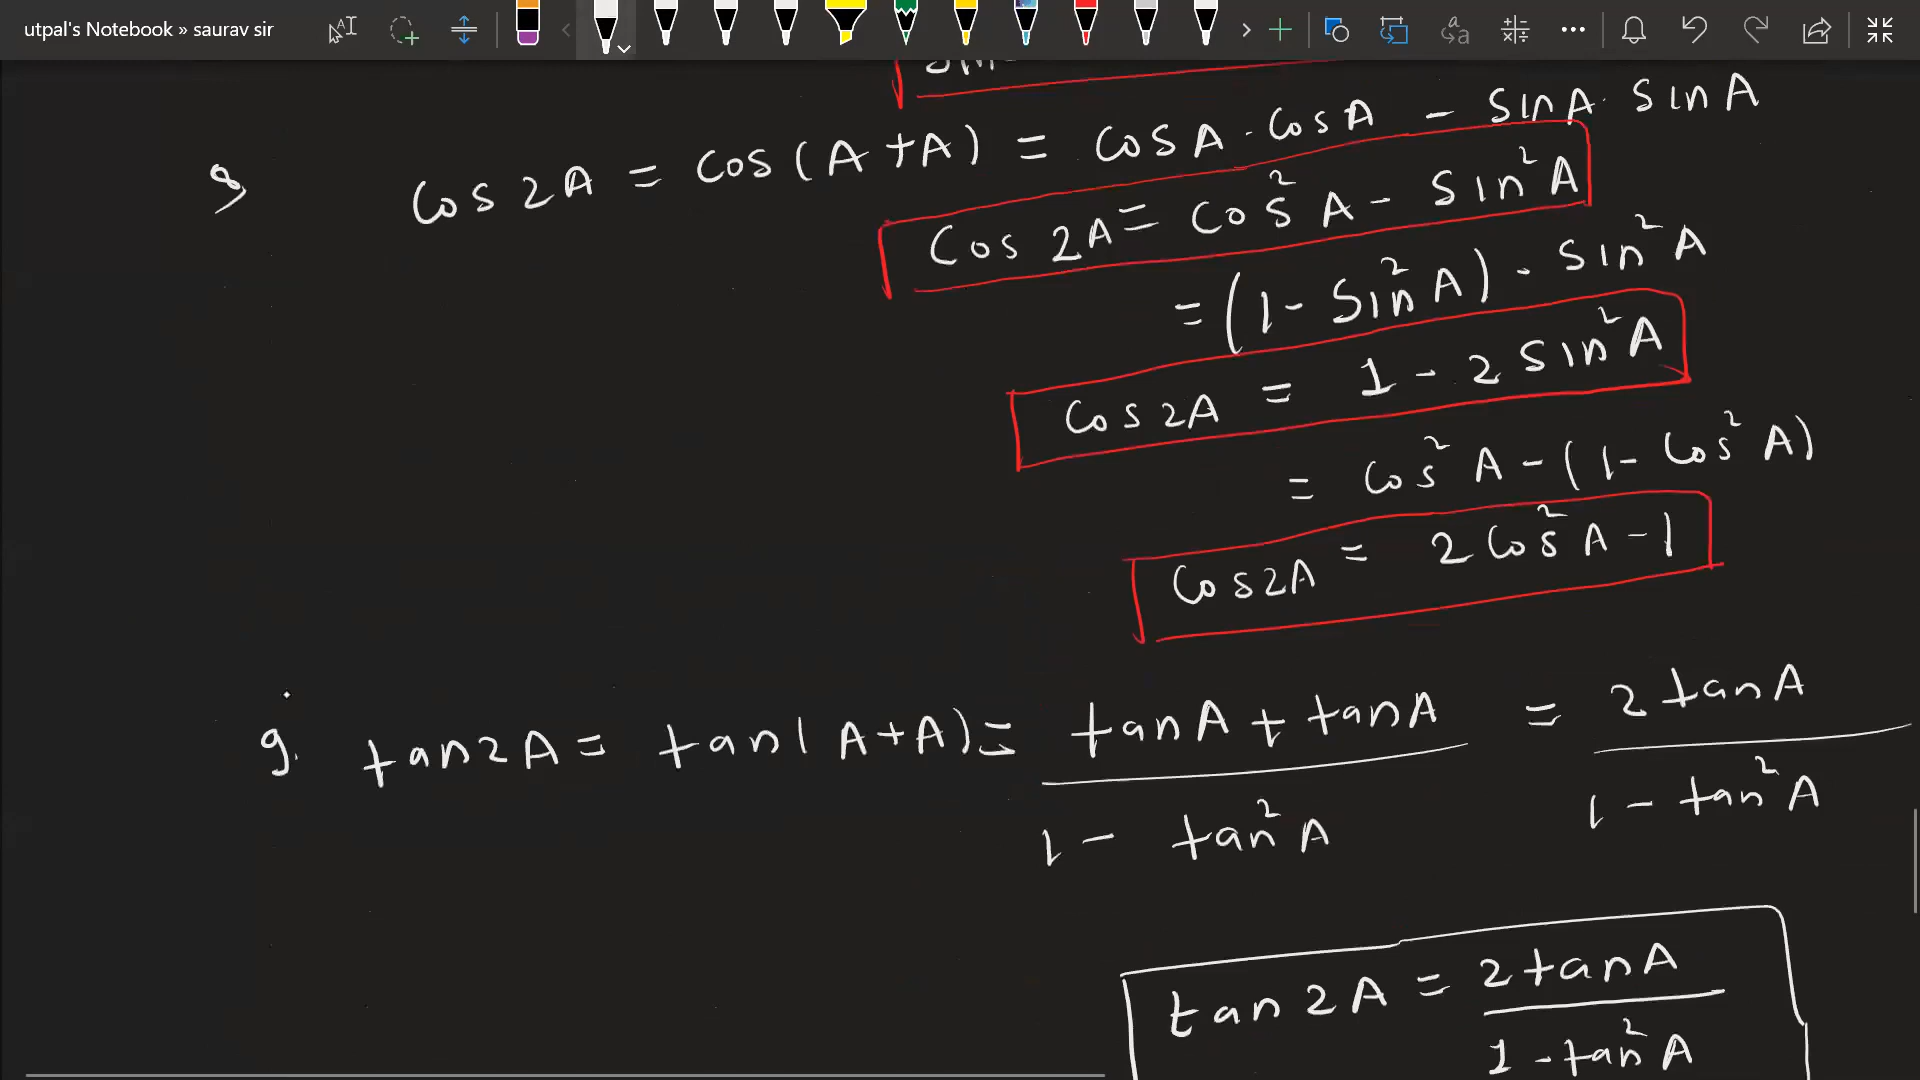 utpal's Notebook » saurav sir
8 cos 2A = cos (A+A) = cos A · cos A - sin A · sin A
cos 2A = cos² A - sin² A
= (1 - sin² A) - sin² A
cos 2A = 1 - 2 sin² A
= cos² A - (1 - cos² A)
cos 2A = 2 cos² A - 1
9. tan 2A = tan (A+A) = tan A + tan A / 1 - tan² A = 2 tan A / 1 - tan² A
tan 2A = 2 tan A / 1 - tan² A